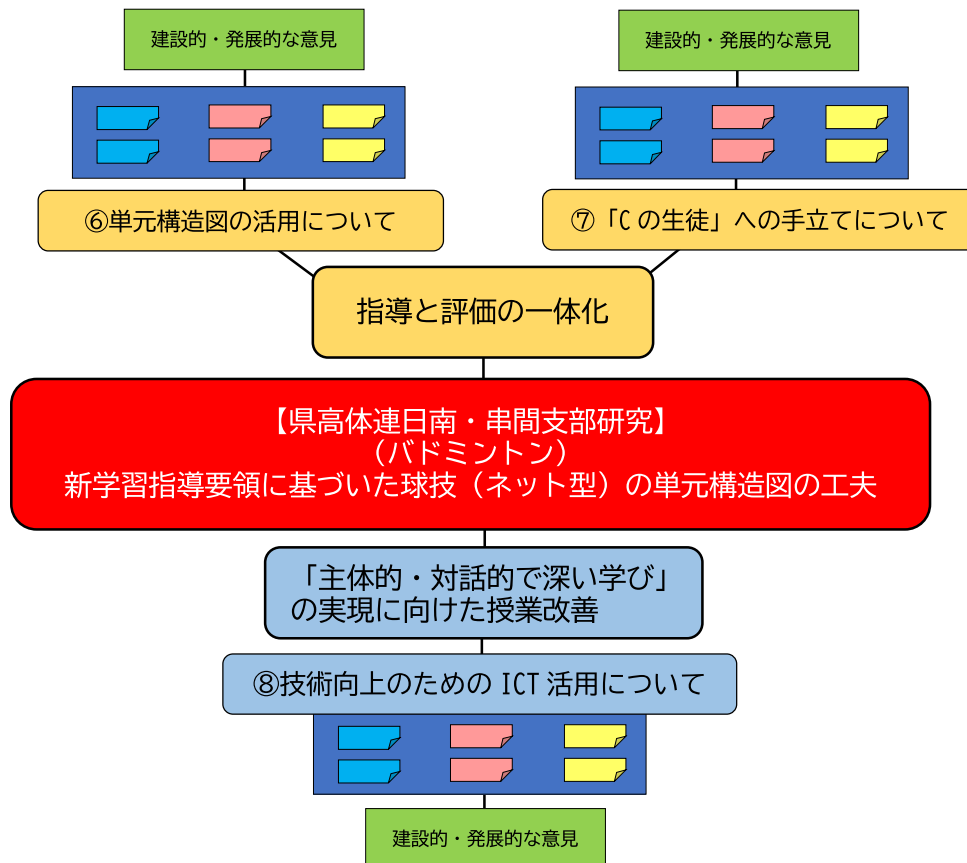 建設的・発展的な意見
建設的・発展的な意見
⑥単元構造図の活用について
⑦「Cの生徒」への手立てについて
指導と評価の一体化
【県高体連日南・串間支部研究】
（バドミントン）
新学習指導要領に基づいた球技（ネット型）の単元構造図の工夫
「主体的・対話的で深い学び」
の実現に向けた授業改善
⑧技術向上のための ICT 活用について
建設的・発展的な意見